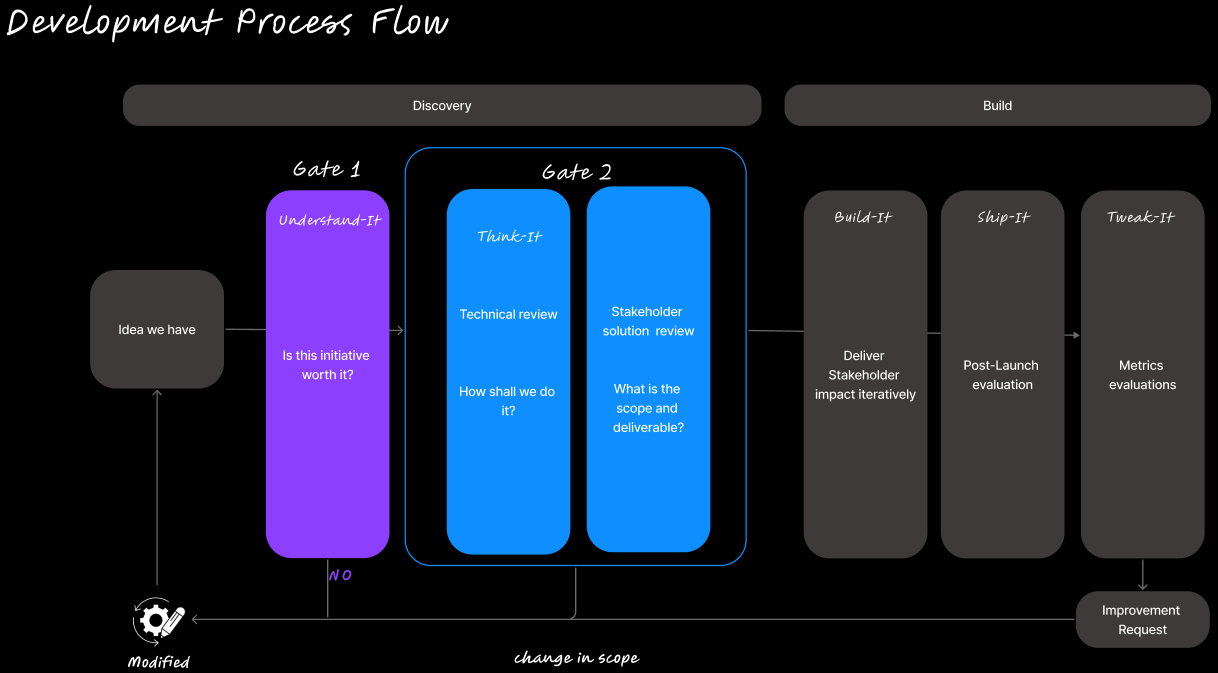 Development Process Flow
Discovery
Build
Gate 1
Gate 2
Understand-It
Think-It
Build-It
Ship-It
Tweak-It
Idea we have
Is this initiative
worth it?
Technical review
How shall we do
it?
Stakeholder
solution review
What is the
scope and
deliverable?
Deliver
Stakeholder
impact iteratively
Post-Launch
evaluation
Metrics
evaluations
NO
Improvement
Request
Modified
change in scope